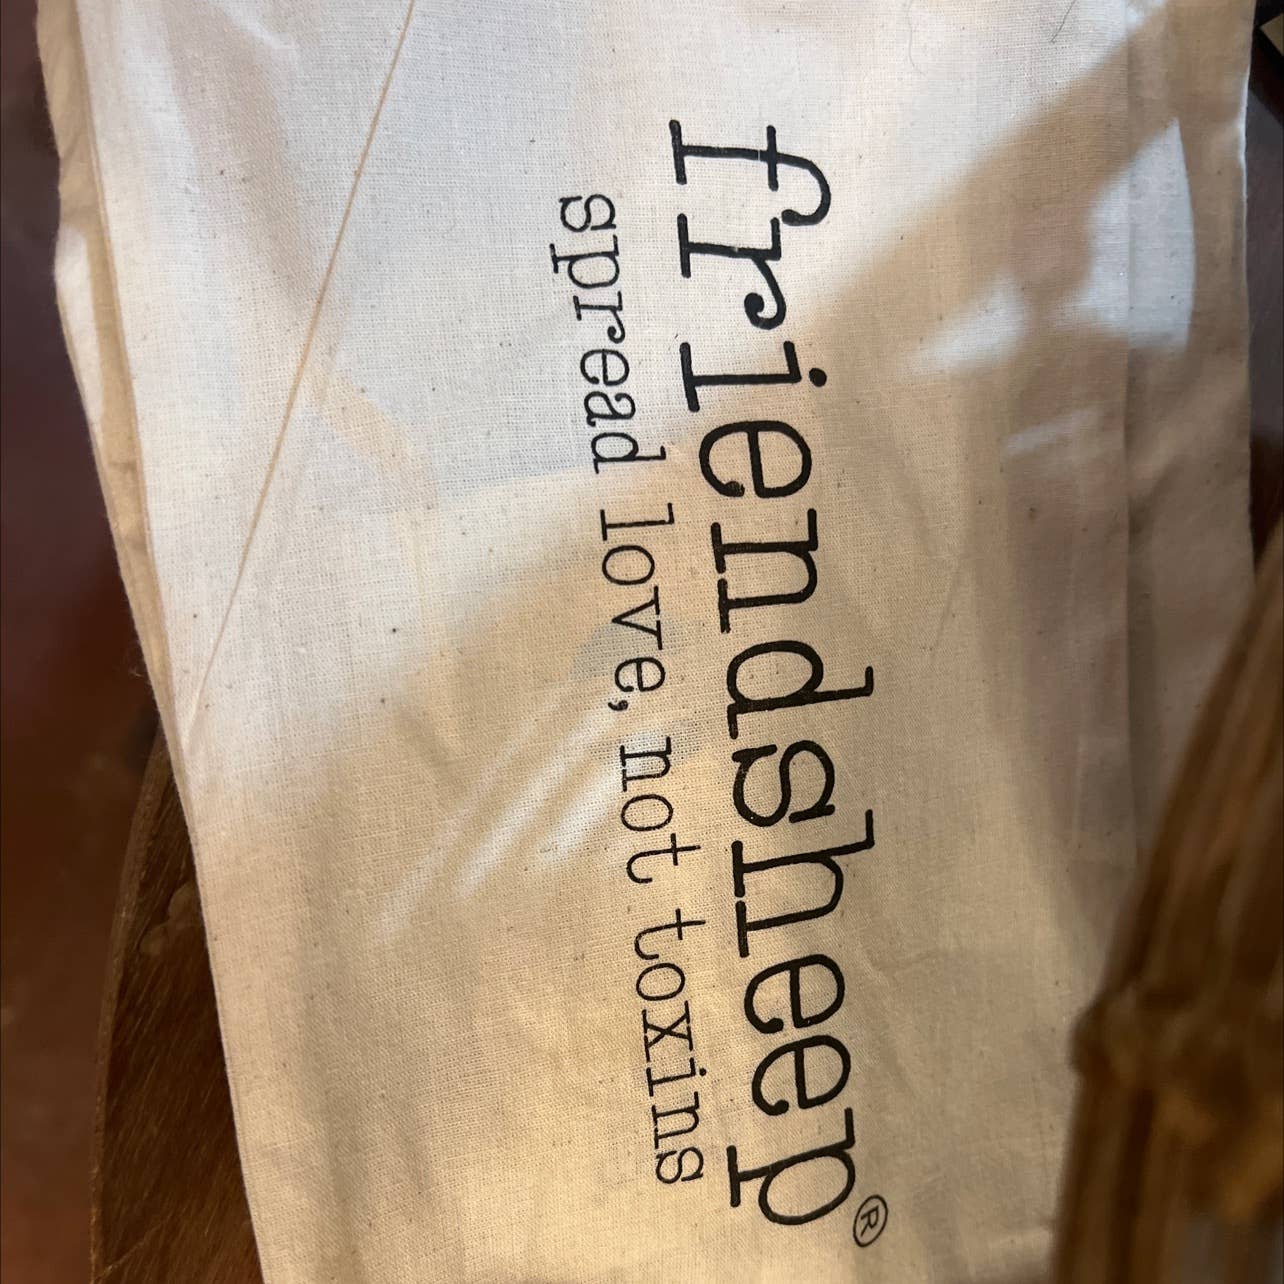 friendsheep®
spread love, not toxins